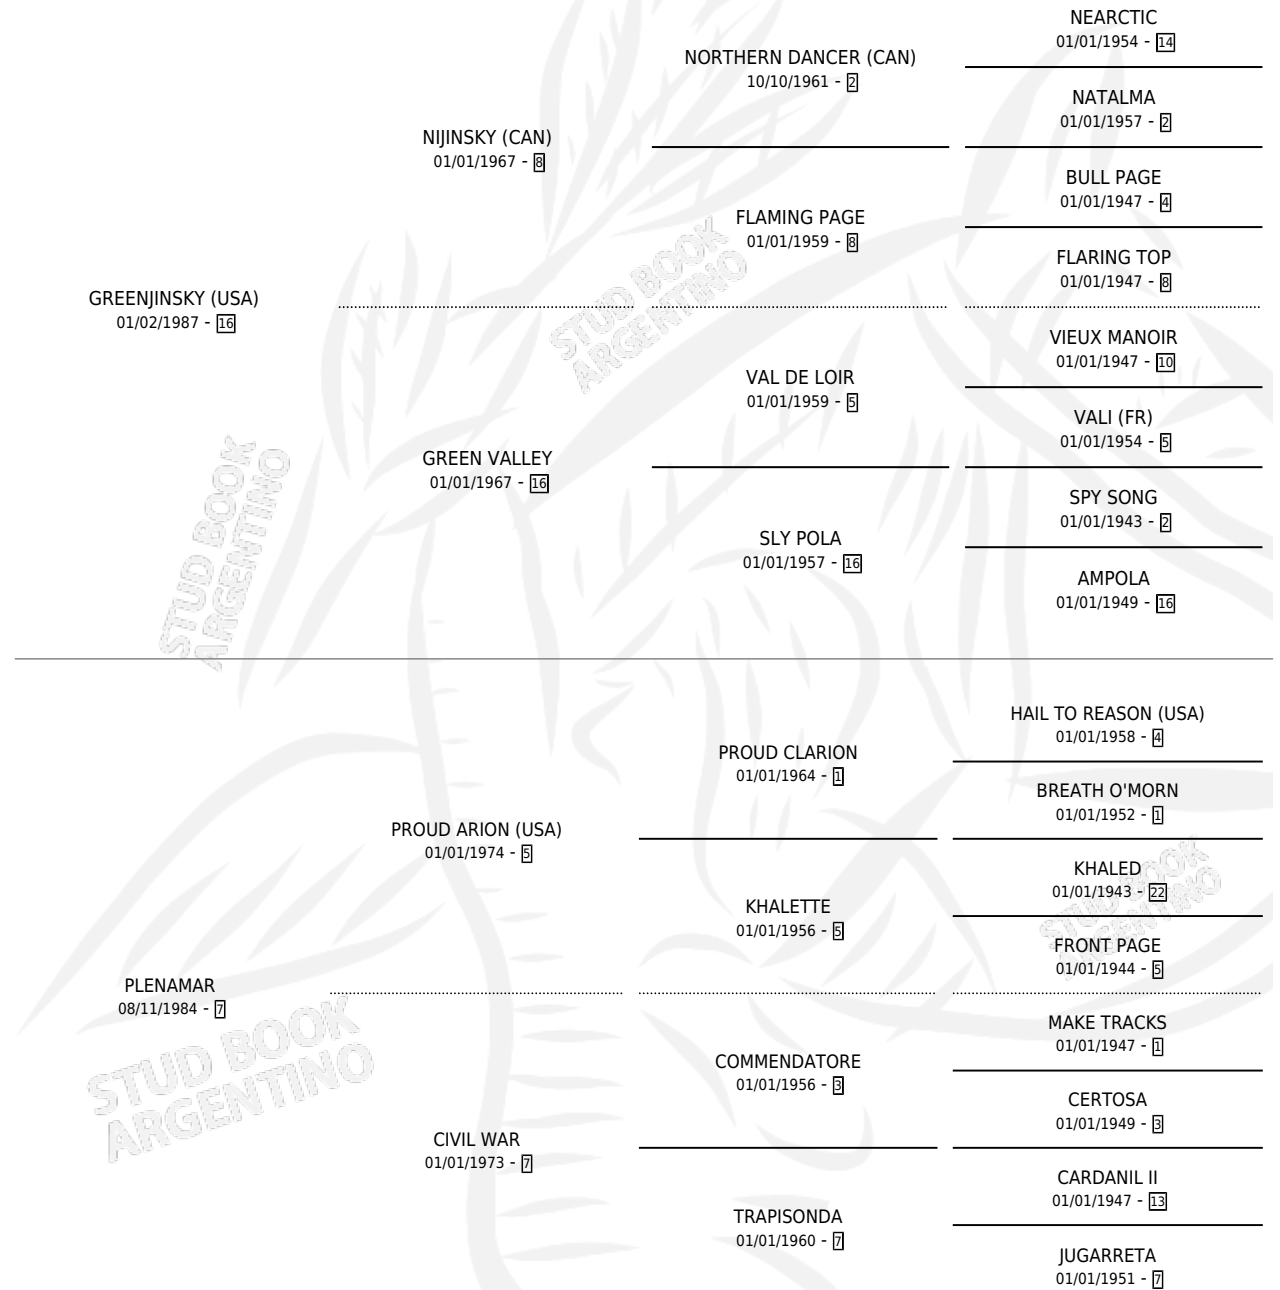 NEARCTIC
01/01/1954 - 14
NORTHERN DANCER (CAN)
10/10/1961 - 2
NATALMA
01/01/1957 - 2
NIJINSKY (CAN)
01/01/1967 - 8
BULL PAGE
01/01/1947 - 4
FLAMING PAGE
01/01/1959 - 8
FLARING TOP
01/01/1947 - 8
GREENJINSKY (USA)
01/02/1987 - 16
VIEUX MANOIR
01/01/1947 - 10
VAL DE LOIR
01/01/1959 - 5
VALI (FR)
01/01/1954 - 5
GREEN VALLEY
01/01/1967 - 16
SPY SONG
01/01/1943 - 2
SLY POLA
01/01/1957 - 16
AMPOLA
01/01/1949 - 16
HAIL TO REASON (USA)
01/01/1958 - 4
PROUD CLARION
01/01/1964 - 1
BREATH O'MORN
01/01/1952 - 1
PROUD ARION (USA)
01/01/1974 - 5
KHALED
01/01/1943 - 22
KHALETTE
01/01/1956 - 5
FRONT PAGE
01/01/1944 - 5
PLENAMAR
08/11/1984 - 7
MAKE TRACKS
01/01/1947 - 1
COMMENDATORE
01/01/1956 - 3
CERTOSA
01/01/1949 - 3
CIVIL WAR
01/01/1973 - 7
CARDANIL II
01/01/1947 - 13
TRAPISONDA
01/01/1960 - 7
JUGARRETA
01/01/1951 - 7
STUD BOOK
ARGENTINO
STUD BOOK
ARGENTINO
STUD BOOK
ARGENTINO
STUD BOOK
ARGENTINO